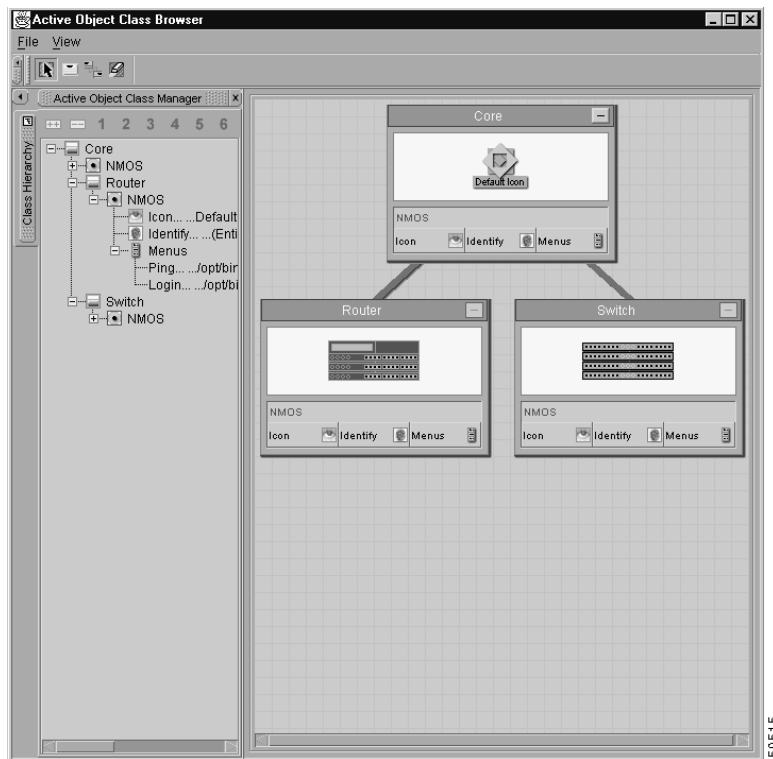 Active Object Class Browser
File View
Active Object Class Manager
Class Hierarchy
++ -- 1 2 3 4 5 6
Core
NMOS
Router
NMOS
Icon... ...Default
Identify... ...(Enti
Menus
Ping... .../opt/bin
Login... .../opt/bi
Switch
NMOS
Core
Default Icon
NMOS
Icon Identify Menus
Router
NMOS
Icon Identify Menus
Switch
NMOS
Icon Identify Menus